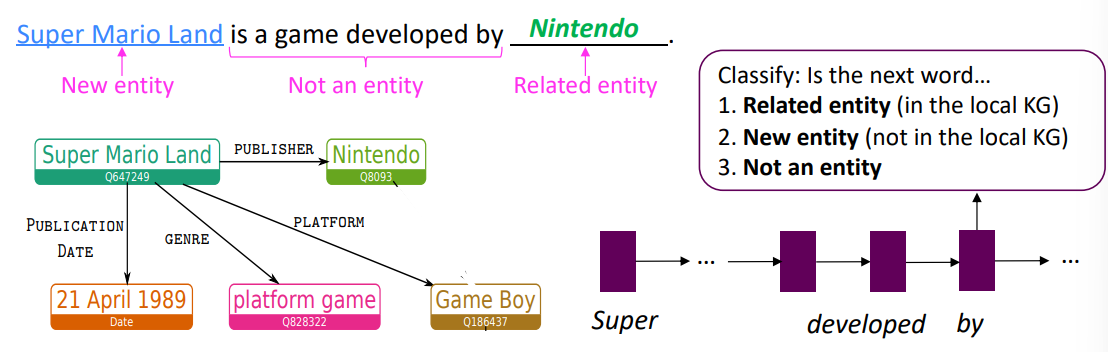 Super Mario Land is a game developed by Nintendo.
New entity Not an entity Related entity
Classify: Is the next word...
1. Related entity (in the local KG)
2. New entity (not in the local KG)
3. Not an entity
Super Mario Land
Q647249
PUBLISHER
Nintendo
Q8093
PUBLICATION
DATE
GENRE
PLATFORM
21 April 1989
Date
platform game
Q828322
Game Boy
Q186437
... ... ...
Super developed by